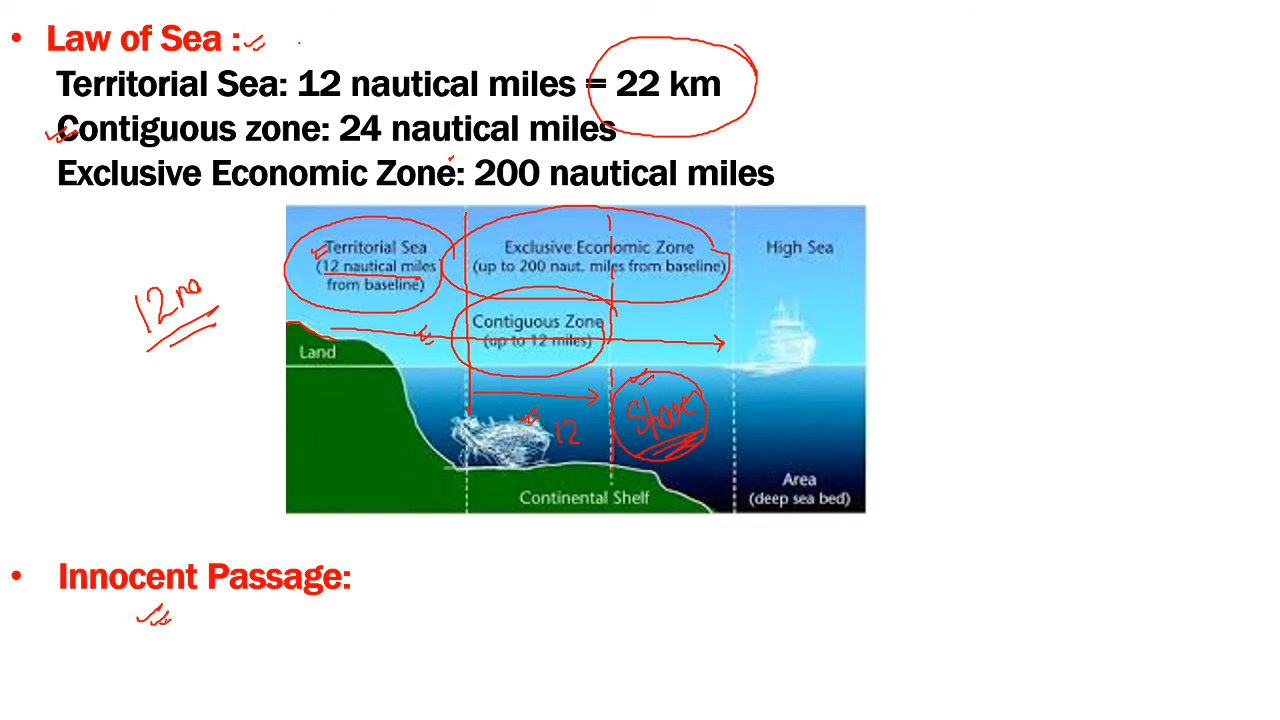 • Law of Sea :
Territorial Sea: 12 nautical miles = 22 km
Contiguous zone: 24 nautical miles
Exclusive Economic Zone: 200 nautical miles
Territorial Sea
(12 nautical miles
from baseline)
Exclusive Economic Zone
(up to 200 naut. miles from baseline)
High Sea
12
Contiguous Zone
(up to 12 miles)
Land
12
Continental Shelf
Area
(deep sea bed)
• Innocent Passage: